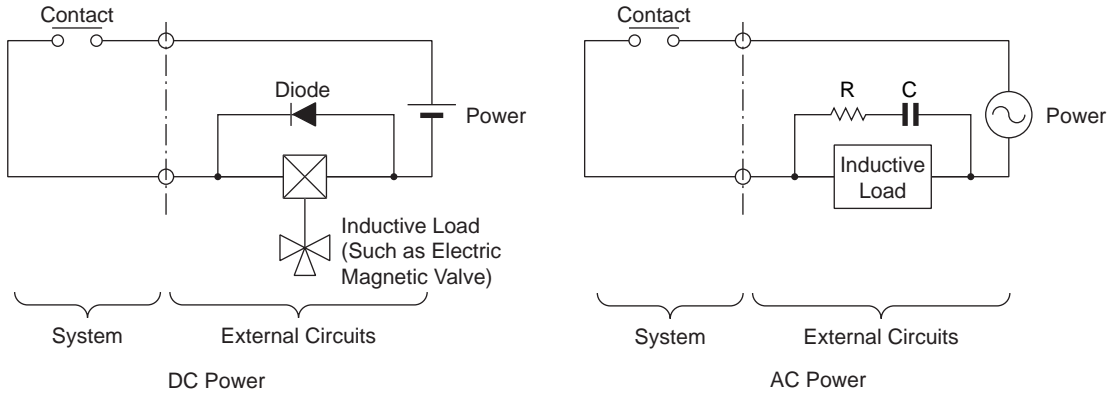 Contact
Diode
Power
Inductive Load
(Such as Electric
Magnetic Valve)
System
External Circuits
DC Power
Contact
R
C
Power
Inductive
Load
System
External Circuits
AC Power